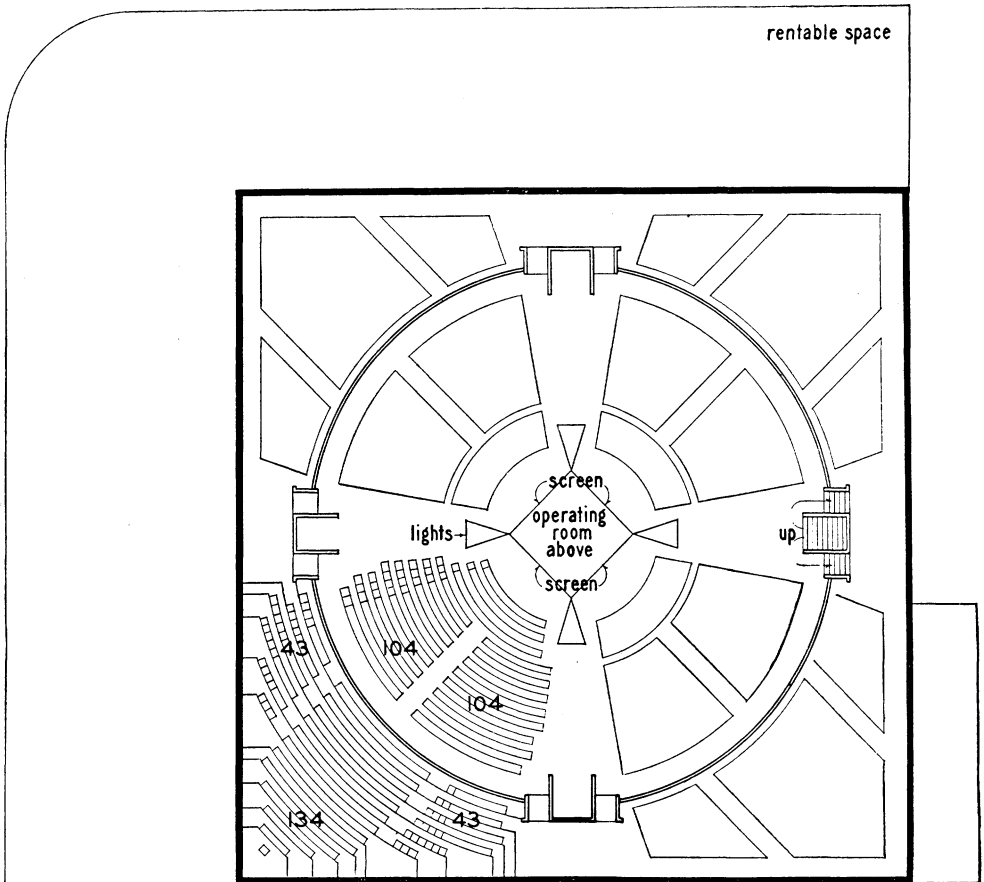 rentable space
screen
operating
room
above
lights
up
screen
43
104
104
134
43